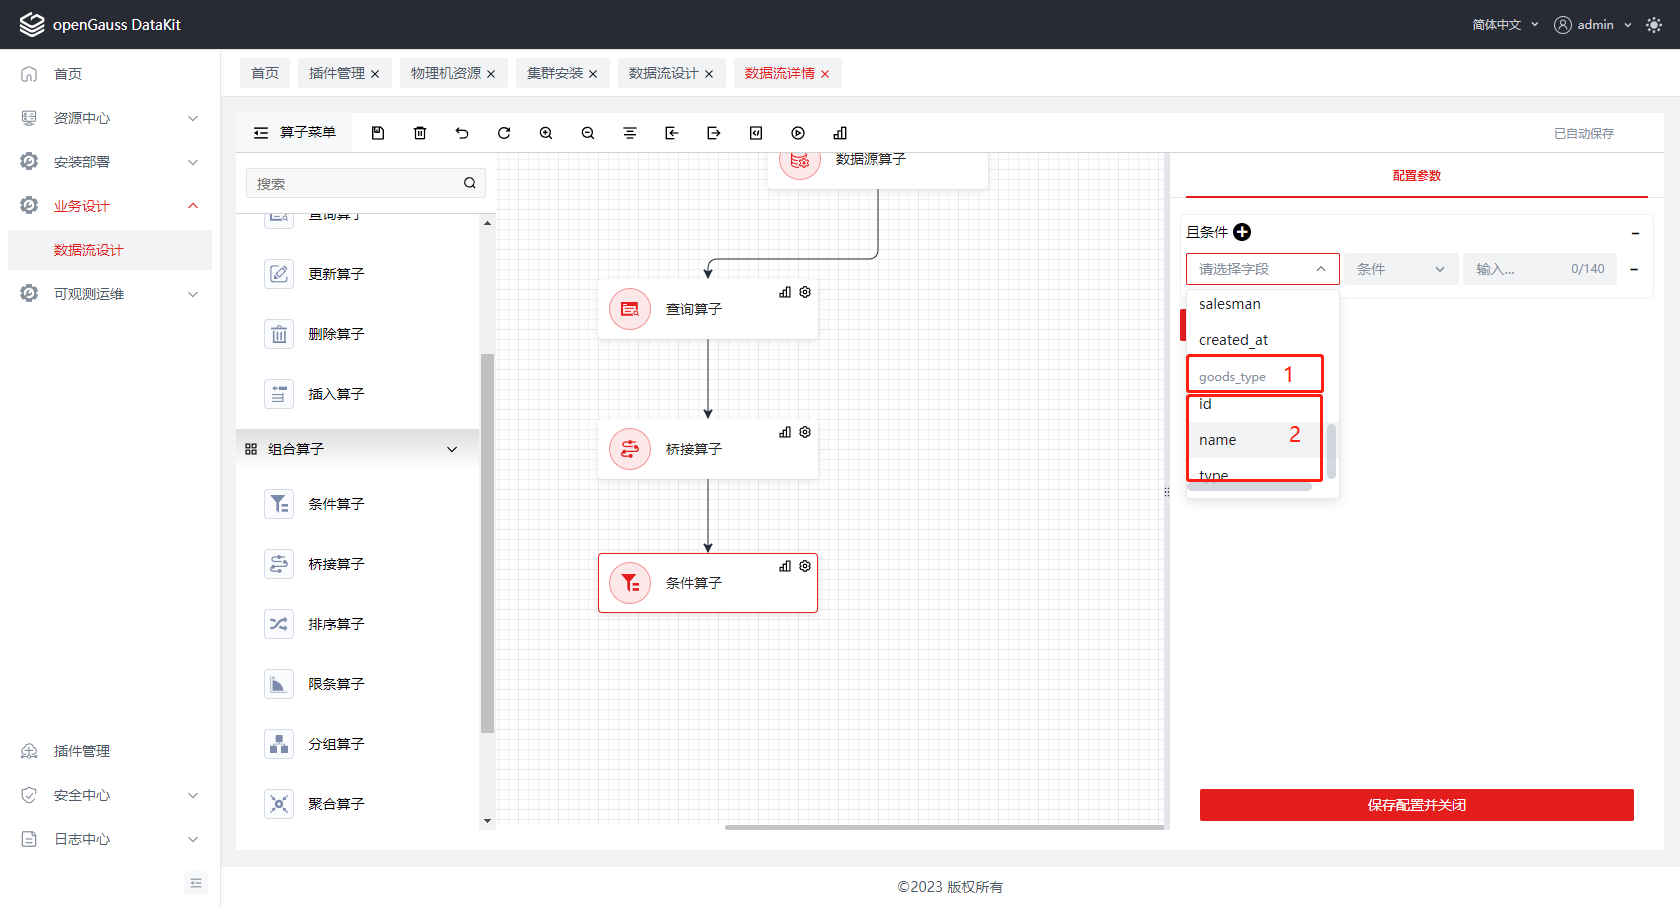 openGauss DataKit
简体中文
admin
首页
资源中心
安装部署
业务设计
数据流设计
可观测运维
插件管理
安全中心
日志中心
首页
插件管理
物理机资源
集群安装
数据流设计
数据流详情
算子菜单
已自动保存
搜索
查询算子
更新算子
删除算子
插入算子
组合算子
条件算子
桥接算子
排序算子
限条算子
分组算子
聚合算子
数据源算子
查询算子
桥接算子
条件算子
配置参数
且条件
请选择字段
条件
输入...
0/140
salesman
created_at
goods_type 1
id
name 2
type
保存配置并关闭
©2023 版权所有